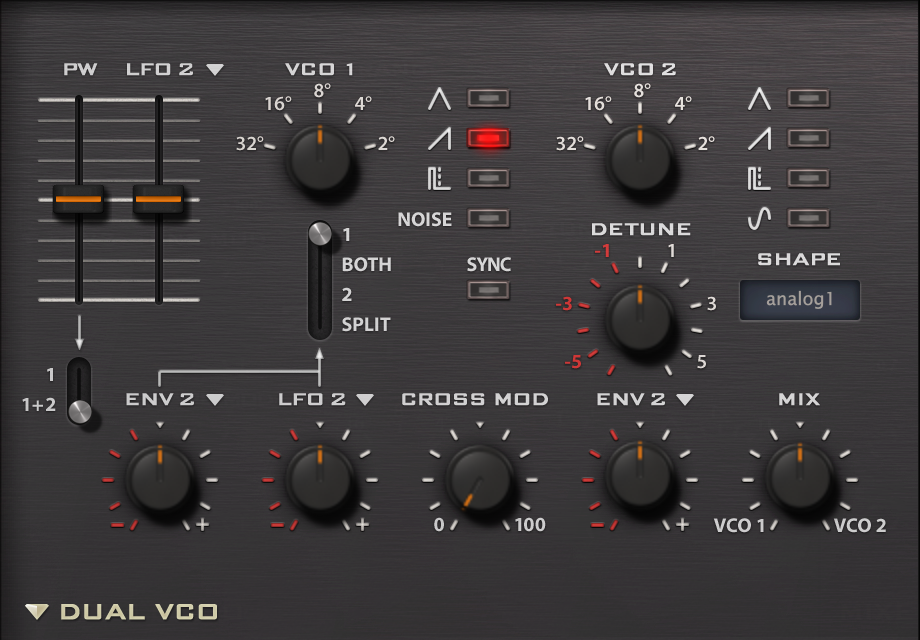 PW LFO 2 VCO 1 VCO 2
8° 8°
16° 4° 16° 4°
32° 2° 32° 2°
NOISE
1 DETUNE
-1 1
BOTH SYNC SHAPE
2 -3 3 analog1
SPLIT
-5 5
1
1+2 ENV 2 LFO 2 CROSS MOD ENV 2 MIX
- + - + 0 100 - + VCO 1 VCO 2
DUAL VCO